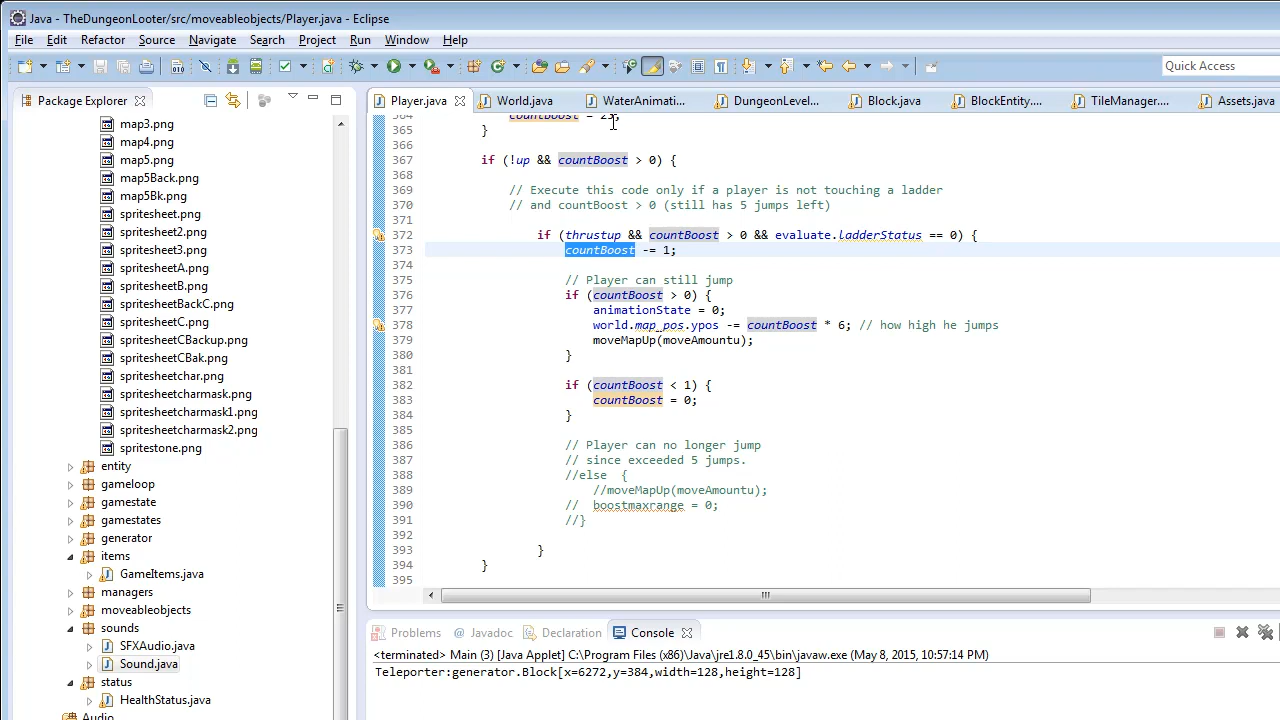 Java - TheDungeonLooter/src/moveableobjects/Player.java - Eclipse
File Edit Refactor Source Navigate Search Project Run Window Help
Quick Access
Package Explorer
Player.java World.java WaterAnimati... DungeonLevel... Block.java BlockEntity.... TileManager.... Assets.java
map3.png
map4.png
map5.png
map5Back.png
map5Bk.png
spritesheet.png
spritesheet2.png
spritesheet3.png
spritesheetA.png
spritesheetB.png
spritesheetBackC.png
spritesheetC.png
spritesheetCBackup.png
spritesheetCBak.png
spritesheetchar.png
spritesheetcharmask.png
spritesheetcharmask1.png
spritesheetcharmask2.png
spritestone.png
entity
gameloop
gamestate
gamestates
generator
items
GameItems.java
managers
moveableobjects
sounds
SFXAudio.java
Sound.java
status
HealthStatus.java
Audio
364 countBoost =
365 }
366
367 if (!up && countBoost > 0) {
368
369 // Execute this code only if a player is not touching a ladder
370 // and countBoost > 0 (still has 5 jumps left)
371
372 if (thrustup && countBoost > 0 && evaluate.ladderStatus == 0) {
373 countBoost -= 1;
374
375 // Player can still jump
376 if (countBoost > 0) {
377 animationState = 0;
378 world.map_pos.ypos -= countBoost * 6; // how high he jumps
379 moveMapUp(moveAmountu);
380 }
381
382 if (countBoost < 1) {
383 countBoost = 0;
384 }
385
386 // Player can no longer jump
387 // since exceeded 5 jumps.
388 //else {
389 //moveMapUp(moveAmountu);
390 // boostmaxrange = 0;
391 //}
392
393 }
394 }
395
Problems @ Javadoc Declaration Console
<terminated> Main (3) [Java Applet] C:\Program Files (x86)\Java\jre1.8.0_45\bin\javaw.exe (May 8, 2015, 10:57:14 PM)
Teleporter:generator.Block[x=6272,y=384,width=128,height=128]